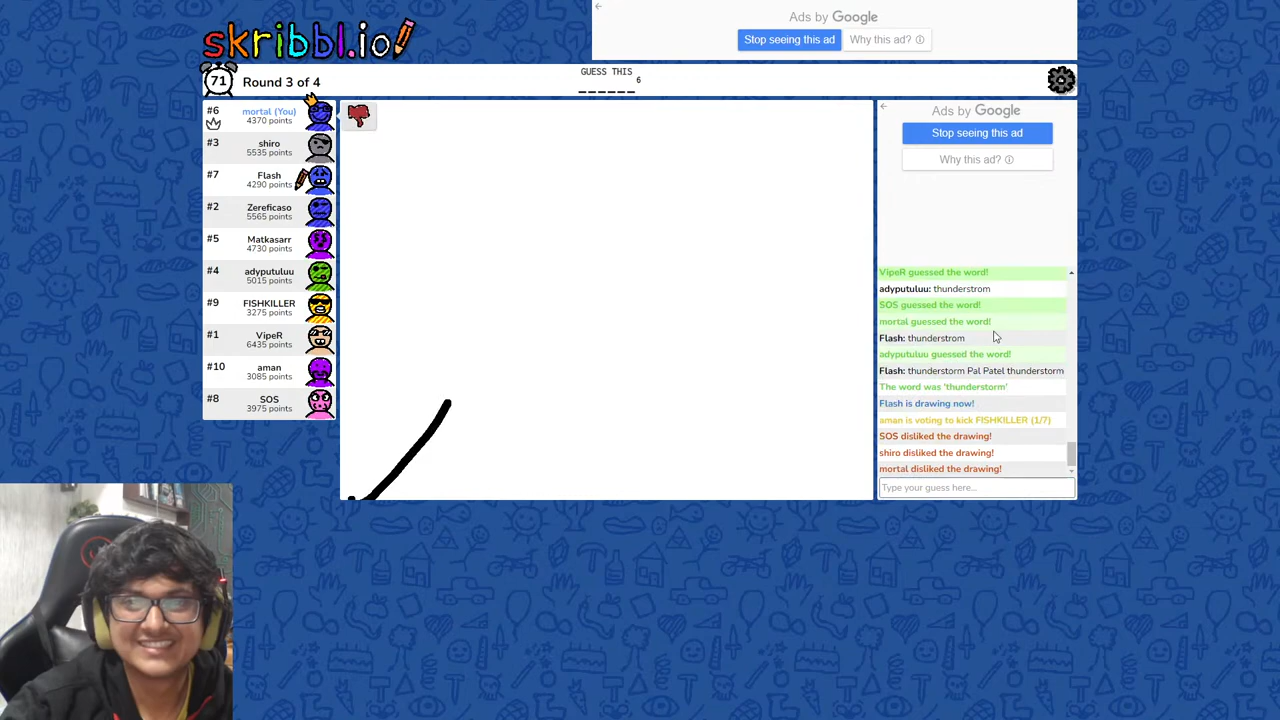 Ads by Google
Stop seeing this ad
Why this ad?
skribbl.io
71
Round 3 of 4
GUESS THIS
______ 6
#6
mortal (You)
4370 points
#3
shiro
5535 points
#7
Flash
4290 points
#2
Zereficaso
5565 points
#5
Matkasarr
4730 points
#4
adyputuluu
5015 points
#9
FISHKILLER
3275 points
#1
VipeR
6435 points
#10
aman
3085 points
#8
SOS
3975 points
Ads by Google
Stop seeing this ad
Why this ad?
VipeR guessed the word!
adyputuluu: thunderstrom
SOS guessed the word!
mortal guessed the word!
Flash: thunderstrom
adyputuluu guessed the word!
Flash: thunderstorm Pal Patel thunderstorm
The word was 'thunderstorm'
Flash is drawing now!
aman is voting to kick FISHKILLER (1/7)
SOS disliked the drawing!
shiro disliked the drawing!
mortal disliked the drawing!
Type your guess here...